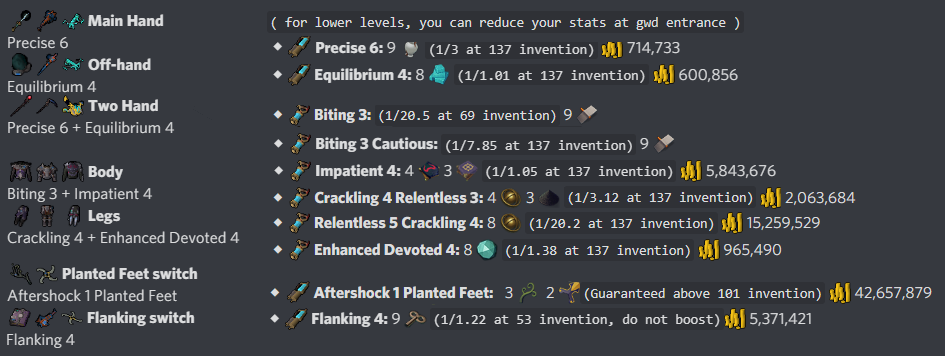 Main Hand
Precise 6
Off-hand
Equilibrium 4
Two Hand
Precise 6 + Equilibrium 4
Body
Biting 3 + Impatient 4
Legs
Crackling 4 + Enhanced Devoted 4
Planted Feet switch
Aftershock 1 Planted Feet
Flanking switch
Flanking 4
( for lower levels, you can reduce your stats at gwd entrance )
Precise 6: 9 (1/3 at 137 invention) 714,733
Equilibrium 4: 8 (1/1.01 at 137 invention) 600,856
Biting 3: (1/20.5 at 69 invention) 9
Biting 3 Cautious: (1/7.85 at 137 invention) 9
Impatient 4: 4 3 (1/1.05 at 137 invention) 5,843,676
Crackling 4 Relentless 3: 4 3 (1/3.12 at 137 invention) 2,063,684
Relentless 5 Crackling 4: 8 (1/20.2 at 137 invention) 15,259,529
Enhanced Devoted 4: 8 (1/1.38 at 137 invention) 965,490
Aftershock 1 Planted Feet: 3 2 (Guaranteed above 101 invention) 42,657,879
Flanking 4: 9 (1/1.22 at 53 invention, do not boost) 5,371,421